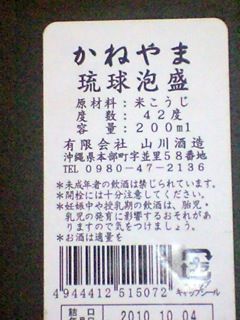 かねやま
琉球泡盛
原材料：米こうじ
度　数：　42度
容　量：200ml
有限会社　山川酒造
沖縄県本部町字並里58番地
TEL　0980-47-2136
＊未成年者の飲酒は禁じられています。
＊開栓には十分注意してください。
＊妊娠中や授乳期の飲酒は、胎児・
乳児の発育に影響するおそれがあ
りますので気をつけましょう。
＊お酒は適量を
4944412515072
キャップシール
詰口
2010.10.04